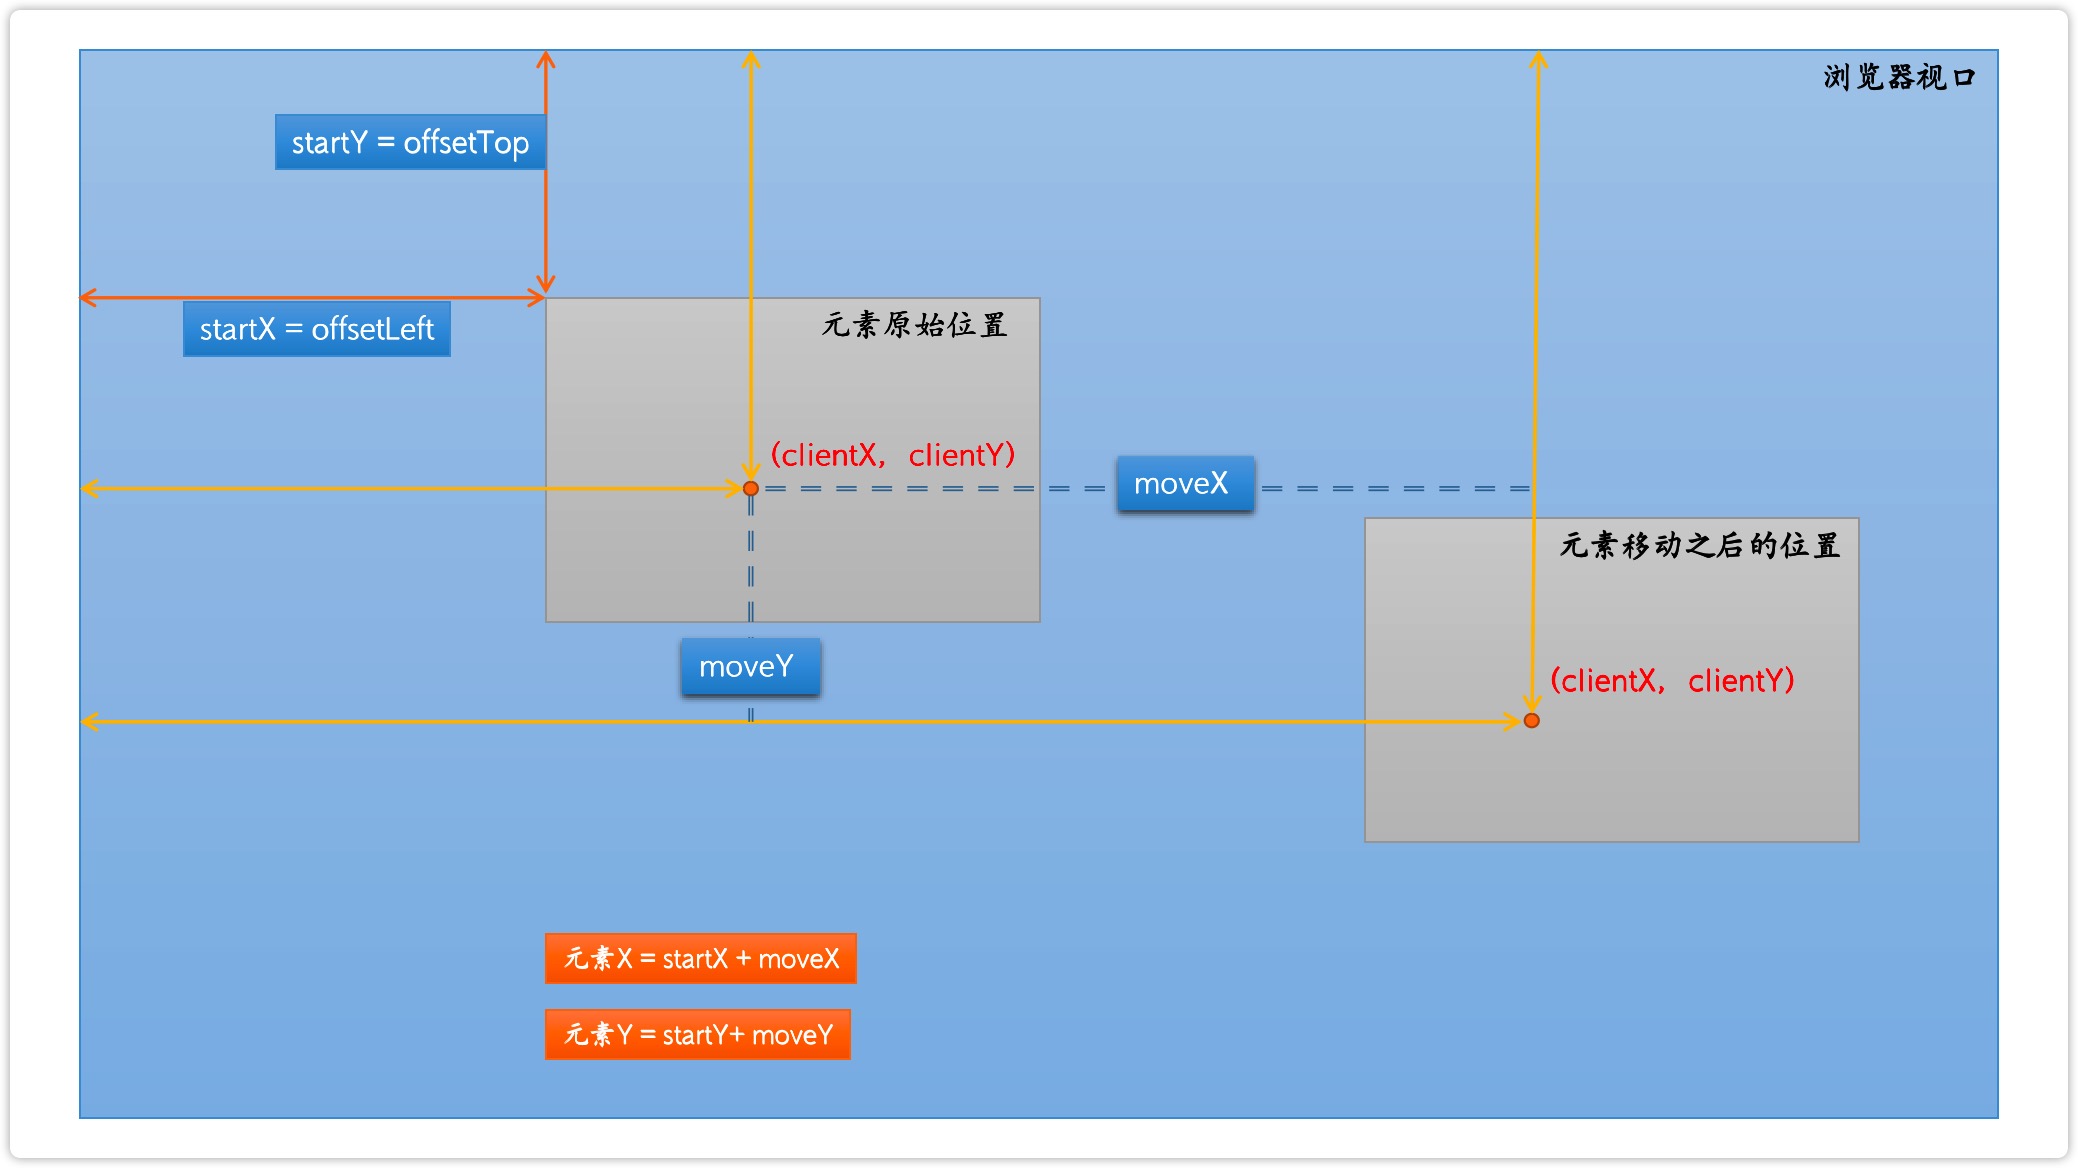 浏览器视口
startY = offsetTop
startX = offsetLeft
元素原始位置
(clientX, clientY)
moveX
元素移动之后的位置
moveY
(clientX, clientY)
元素X = startX + moveX
元素Y = startY+ moveY